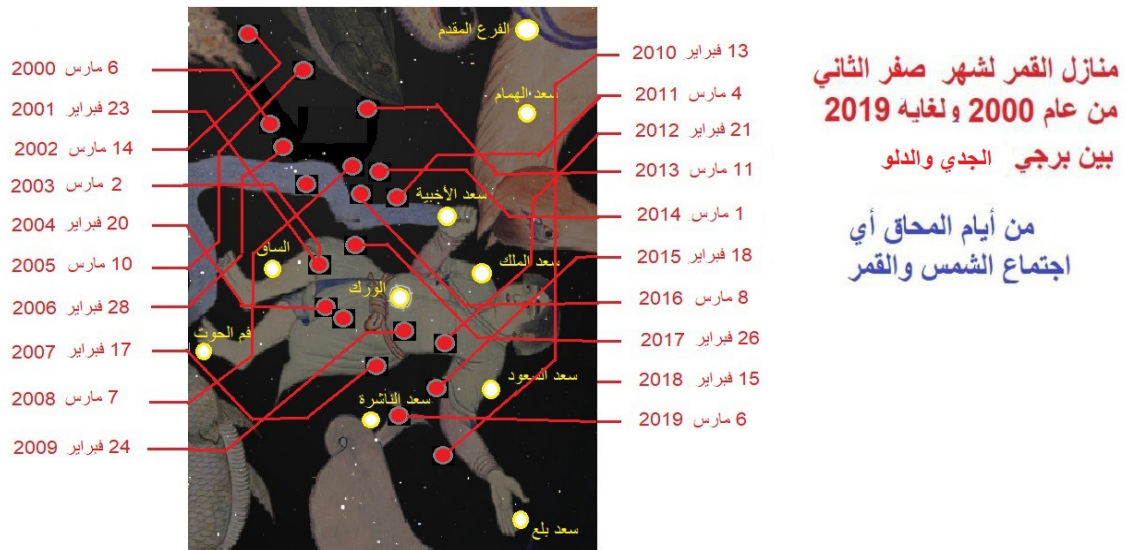 منازل القمر لشهر صفر الثاني
من عام 2000 ولغايه 2019
بين برجي الجدي والدلو
من أيام المحاق أي
اجتماع الشمس والقمر
13 فبراير 2010
4 مارس 2011
21 فبراير 2012
11 مارس 2013
1 مارس 2014
18 فبراير 2015
8 مارس 2016
26 فبراير 2017
15 فبراير 2018
6 مارس 2019
الفرع المقدم
سعد الهمام
سعد الأخبية
الساق
سعد الملك
الورك
فم الحوت
سعد السعود
سعد الناشرة
سعد بلع
6 مارس 2000
23 فبراير 2001
14 مارس 2002
2 مارس 2003
20 فبراير 2004
10 مارس 2005
28 فبراير 2006
17 فبراير 2007
7 مارس 2008
24 فبراير 2009